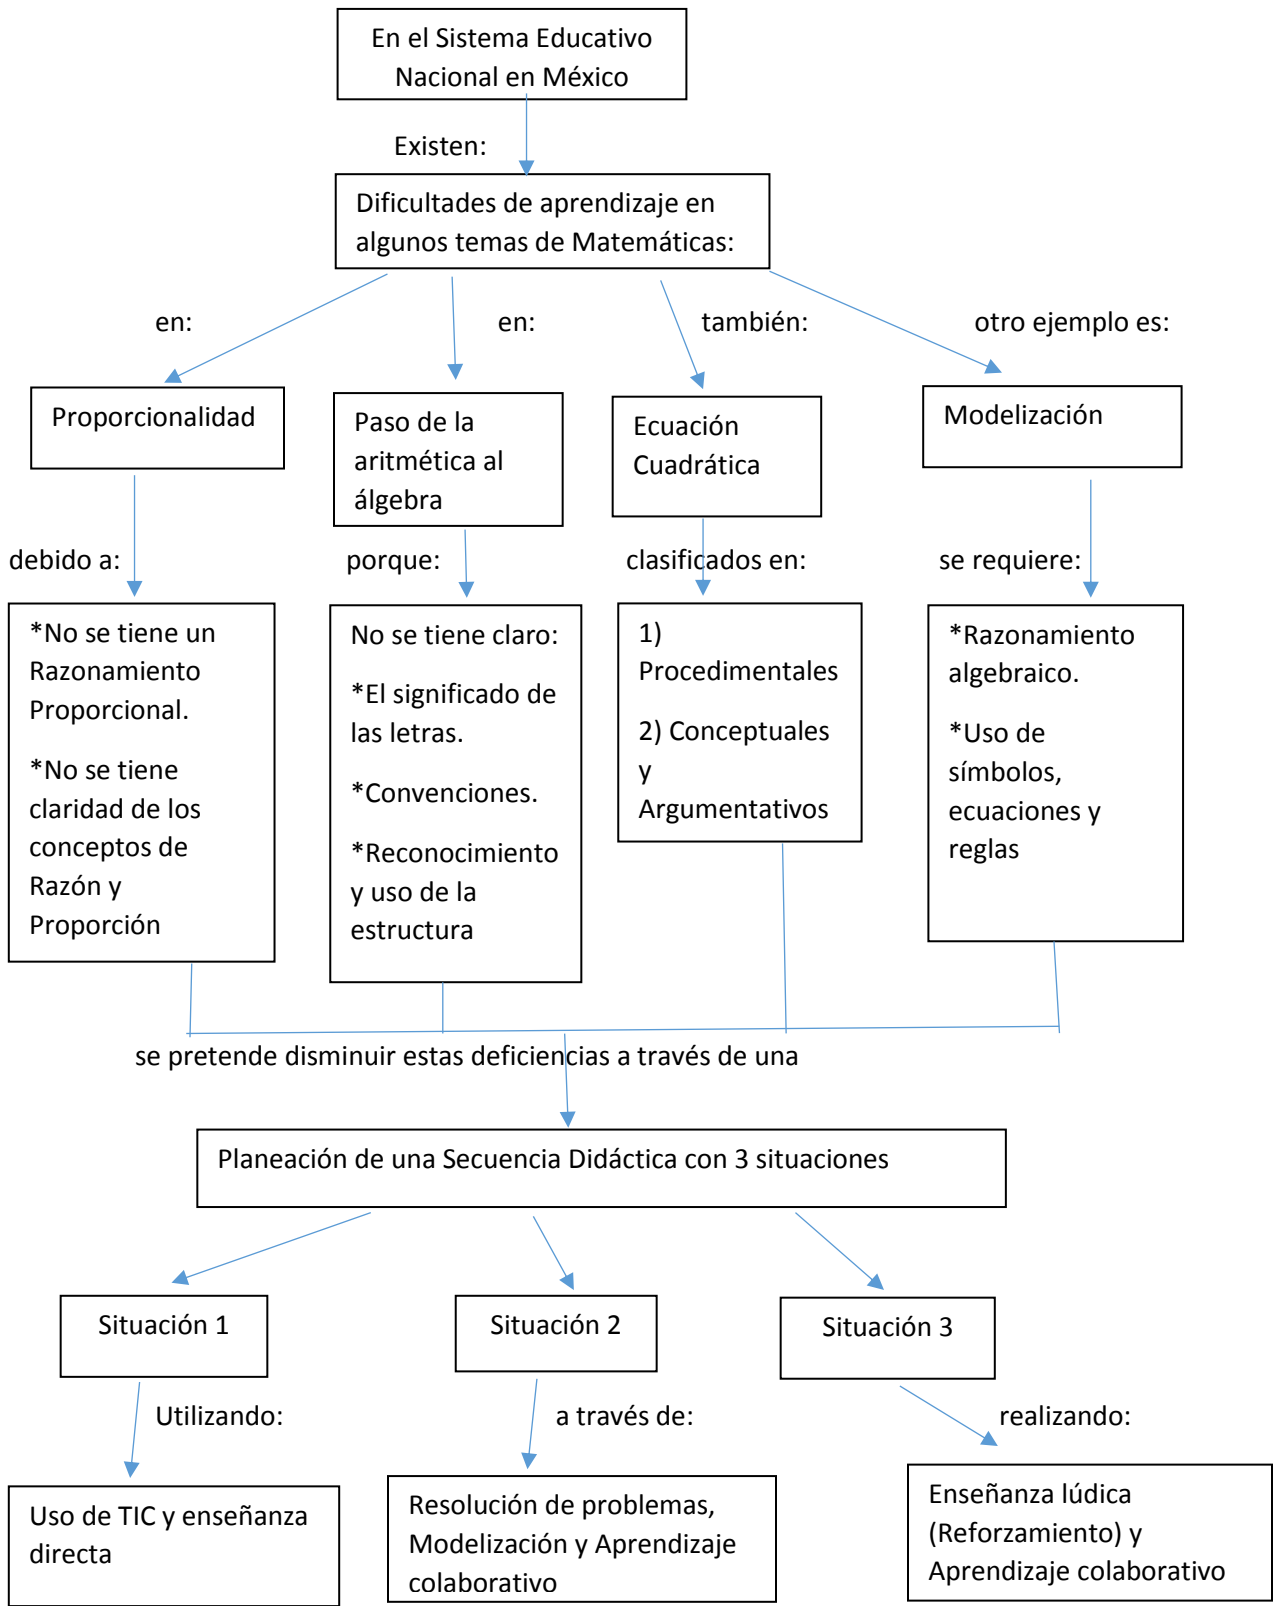 En el Sistema Educativo
Nacional en México
Existen:
Dificultades de aprendizaje en
algunos temas de Matemáticas:
en:
en:
también:
otro ejemplo es:
Proporcionalidad
Paso de la
aritmética al
álgebra
Ecuación
Cuadrática
Modelización
debido a:
porque:
clasificados en:
se requiere:
*No se tiene un
Razonamiento
Proporcional.
*No se tiene
claridad de los
conceptos de
Razón y
Proporción
No se tiene claro:
*El significado de
las letras.
*Convenciones.
*Reconocimiento
y uso de la
estructura
1)
Procedimentales
2) Conceptuales
y
Argumentativos
*Razonamiento
algebraico.
*Uso de
símbolos,
ecuaciones y
reglas
se pretende disminuir estas deficiencias a través de una
Planeación de una Secuencia Didáctica con 3 situaciones
Situación 1
Situación 2
Situación 3
Utilizando:
a través de:
realizando:
Uso de TIC y enseñanza
directa
Resolución de problemas,
Modelización y Aprendizaje
colaborativo
Enseñanza lúdica
(Reforzamiento) y
Aprendizaje colaborativo